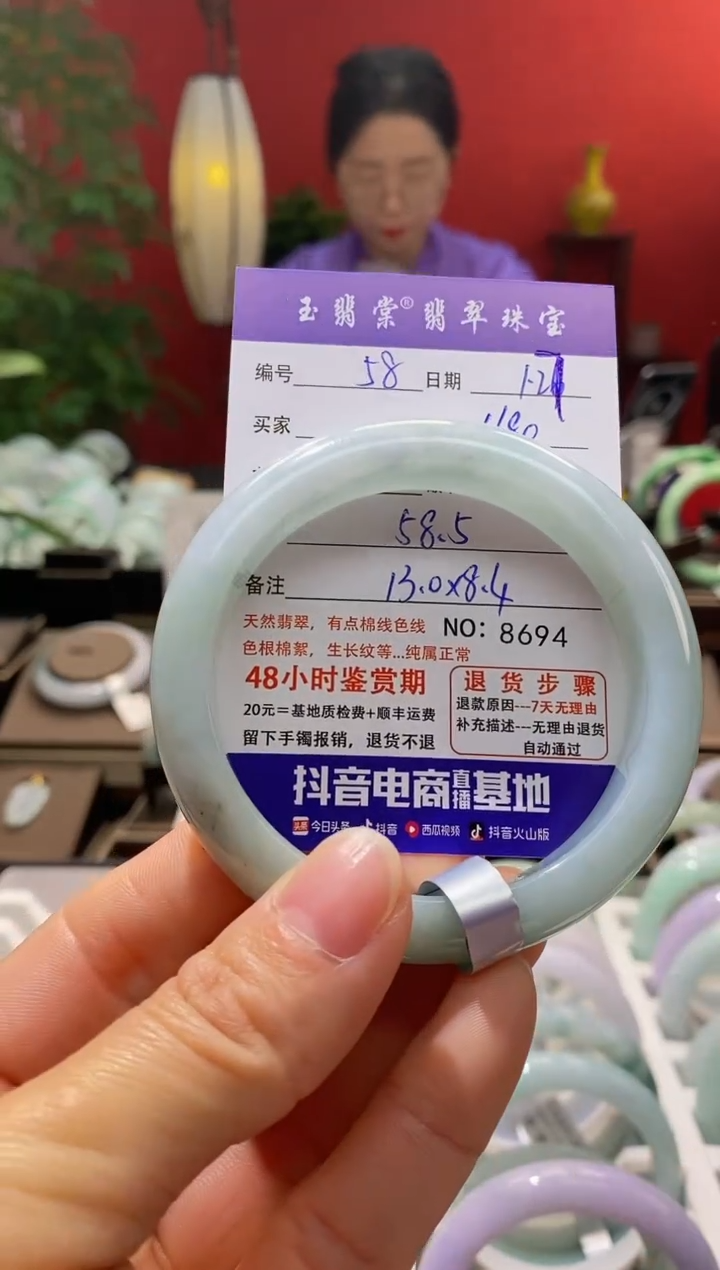 玉翡棠®翡翠珠宝
编号 58 日期 1-27
买家
58.5
备注 13.0x8.4
天然翡翠，有点棉线色线 NO: 8694
色根棉絮，生长纹等...纯属正常
48小时鉴赏期
20元＝基地质检费+顺丰运费
留下手镯报销，退货不退
退货步骤
退款原因---7天无理由
补充描述---无理由退货
自动通过
抖音电商直播基地
头条 今日头条 抖音 西瓜视频 抖音火山版